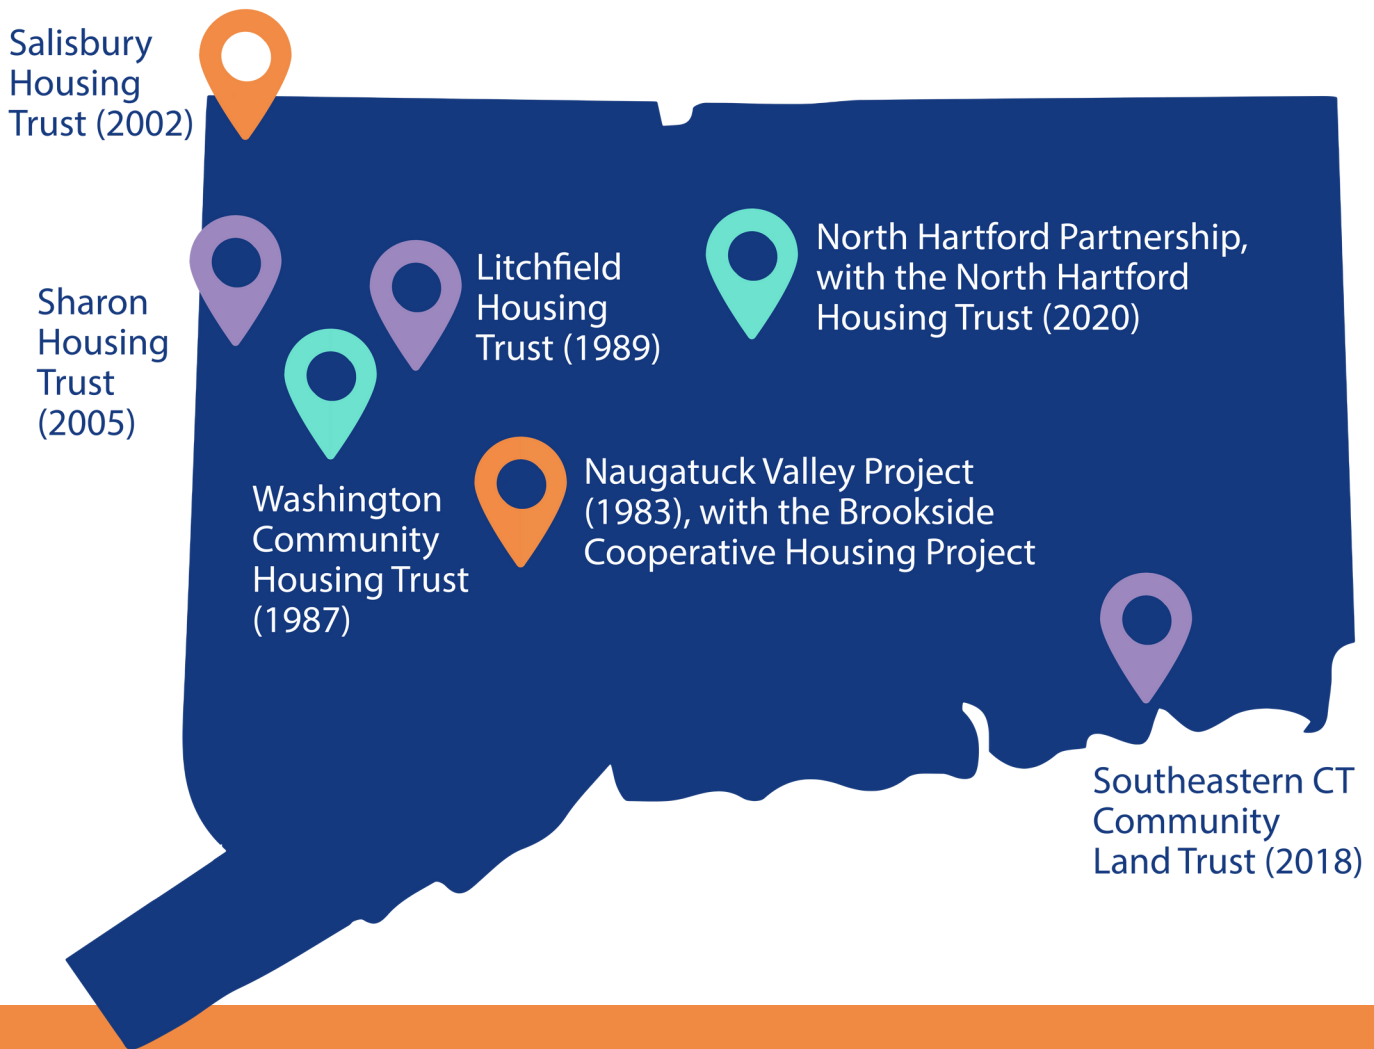 Salisbury
Housing
Trust (2002)
Sharon
Housing
Trust
(2005)
Litchfield
Housing
Trust (1989)
North Hartford Partnership,
with the North Hartford
Housing Trust (2020)
Washington
Community
Housing Trust
(1987)
Naugatuck Valley Project
(1983), with the Brookside
Cooperative Housing Project
Southeastern CT
Community
Land Trust (2018)